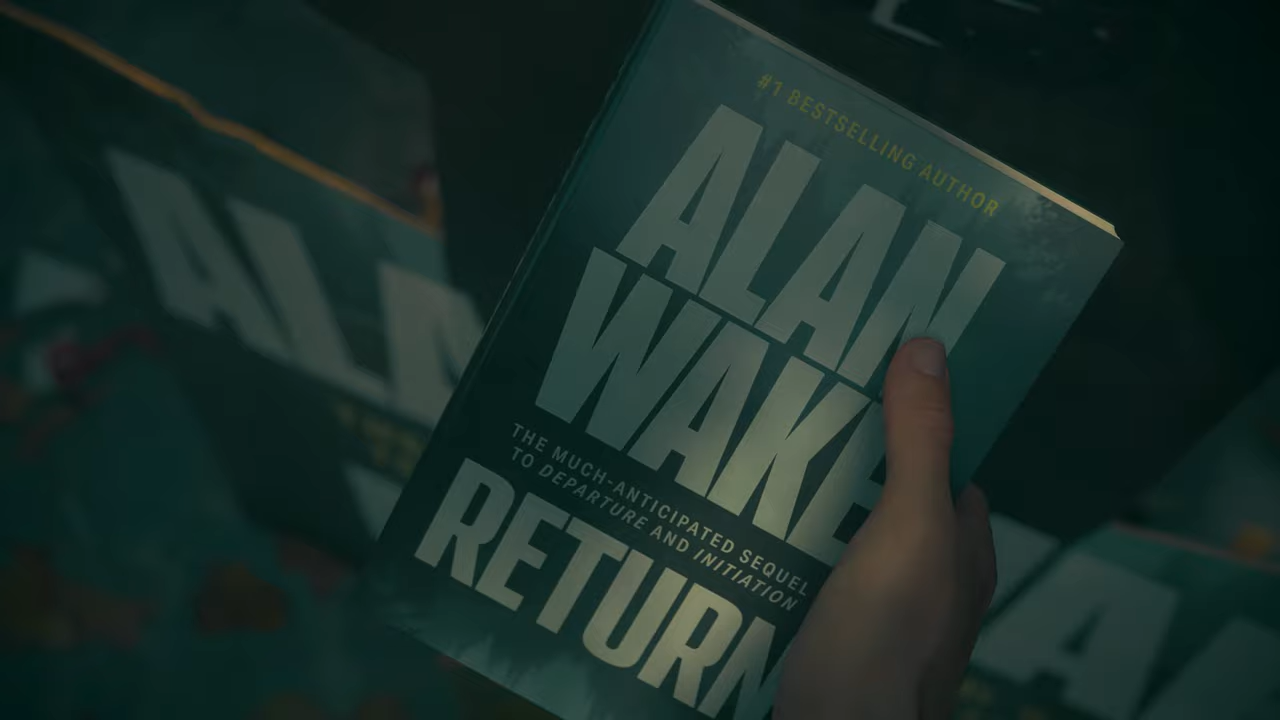 #1 BESTSELLING AUTHOR
ALAN
WAKE
THE MUCH-ANTICIPATED SEQUEL
TO DEPARTURE AND INITIATION
RETURN